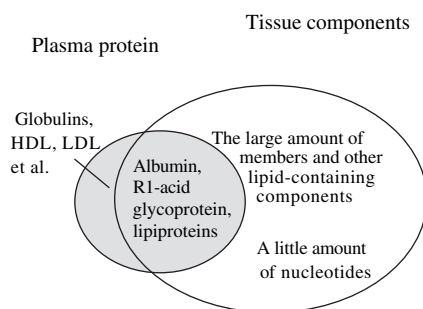 Tissue components
Plasma protein
Globulins,
HDL, LDL
et al.
Albumin,
R1-acid
glycoprotein,
lipiproteins
The large amount of
members and other
lipid-containing
components
A little amount
of nucleotides